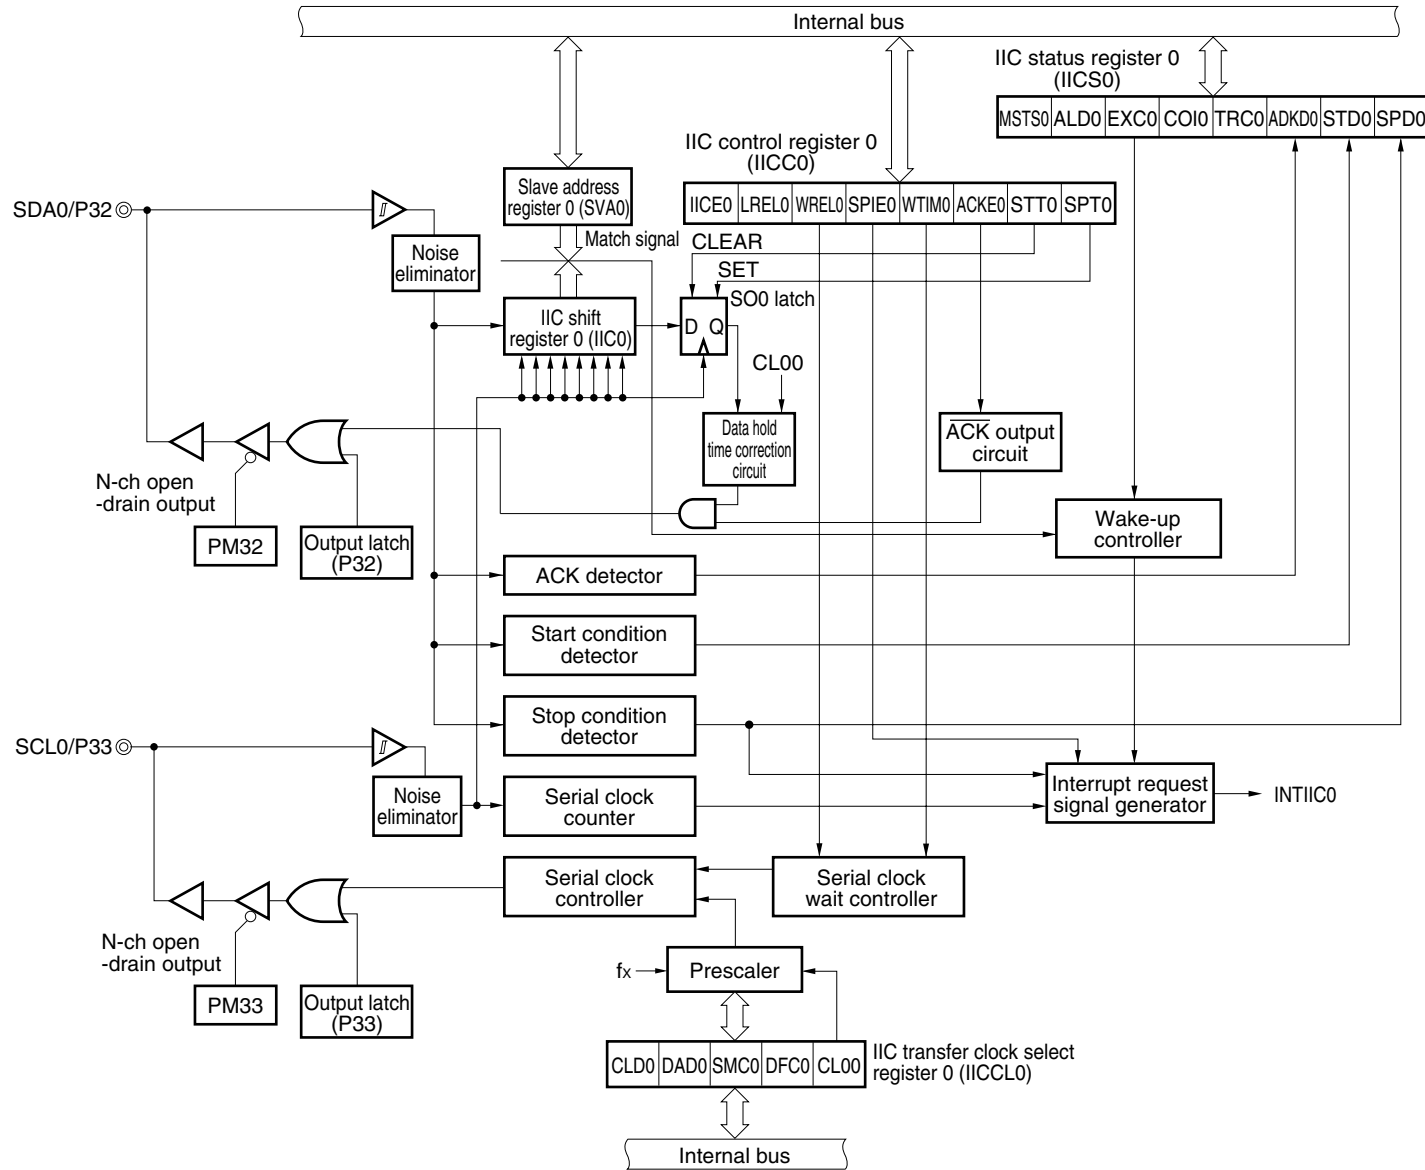 Internal bus
IIC status register 0
(IICS0)
MSTS0 ALD0 EXC0 COI0 TRC0 ADKD0 STD0 SPD0
IIC control register 0
(IICC0)
IICE0 LREL0 WREL0 SPIE0 WTIM0 ACKE0 STT0 SPT0
Slave address
register 0 (SVA0)
SDA0/P32
Noise
eliminator
Match signal
CLEAR
SET
SO0 latch
IIC shift
register 0 (IIC0)
D Q
CL00
Data hold
time correction
circuit
ACK output
circuit
N-ch open
-drain output
PM32
Output latch
(P32)
Wake-up
controller
ACK detector
Start condition
detector
Stop condition
detector
SCL0/P33
Noise
eliminator
Serial clock
counter
Interrupt request
signal generator
INTIIC0
Serial clock
controller
Serial clock
wait controller
N-ch open
-drain output
PM33
Output latch
(P33)
fx
Prescaler
CLD0 DAD0 SMC0 DFC0 CL00
IIC transfer clock select
register 0 (IICCL0)
Internal bus